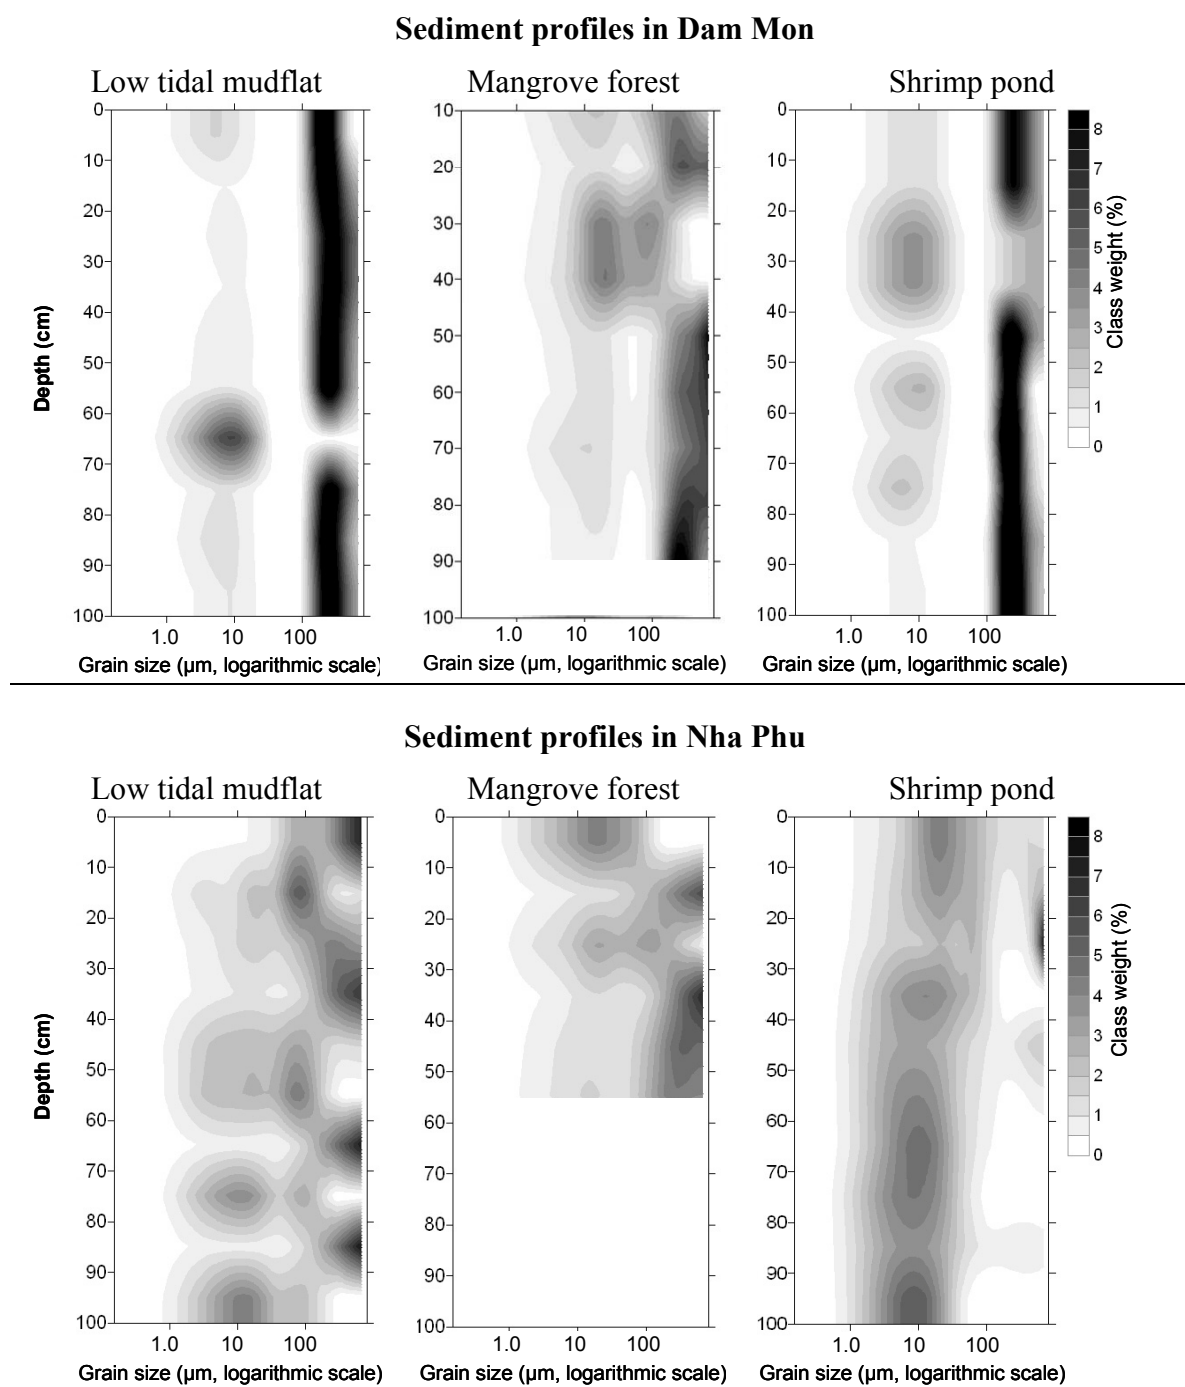 Sediment profiles in Dam Mon
Low tidal mudflat Mangrove forest Shrimp pond
0 10 20 30 40 50 60 70 80 90 100
10 20 30 40 50 60 70 80 90 100
0 10 20 30 40 50 60 70 80 90 100
8 7 6 5 4 3 2 1 0
Depth (cm)
Class weight (%)
1.0 10 100 1.0 10 100 1.0 10 100
Grain size (µm, logarithmic scale) Grain size (µm, logarithmic scale) Grain size (µm, logarithmic scale)
Sediment profiles in Nha Phu
Low tidal mudflat Mangrove forest Shrimp pond
0 10 20 30 40 50 60 70 80 90 100
0 10 20 30 40 50 60 70 80 90 100
0 10 20 30 40 50 60 70 80 90 100
8 7 6 5 4 3 2 1 0
Depth (cm)
Class weight (%)
1.0 10 100 1.0 10 100 1.0 10 100
Grain size (µm, logarithmic scale) Grain size (µm, logarithmic scale) Grain size (µm, logarithmic scale)